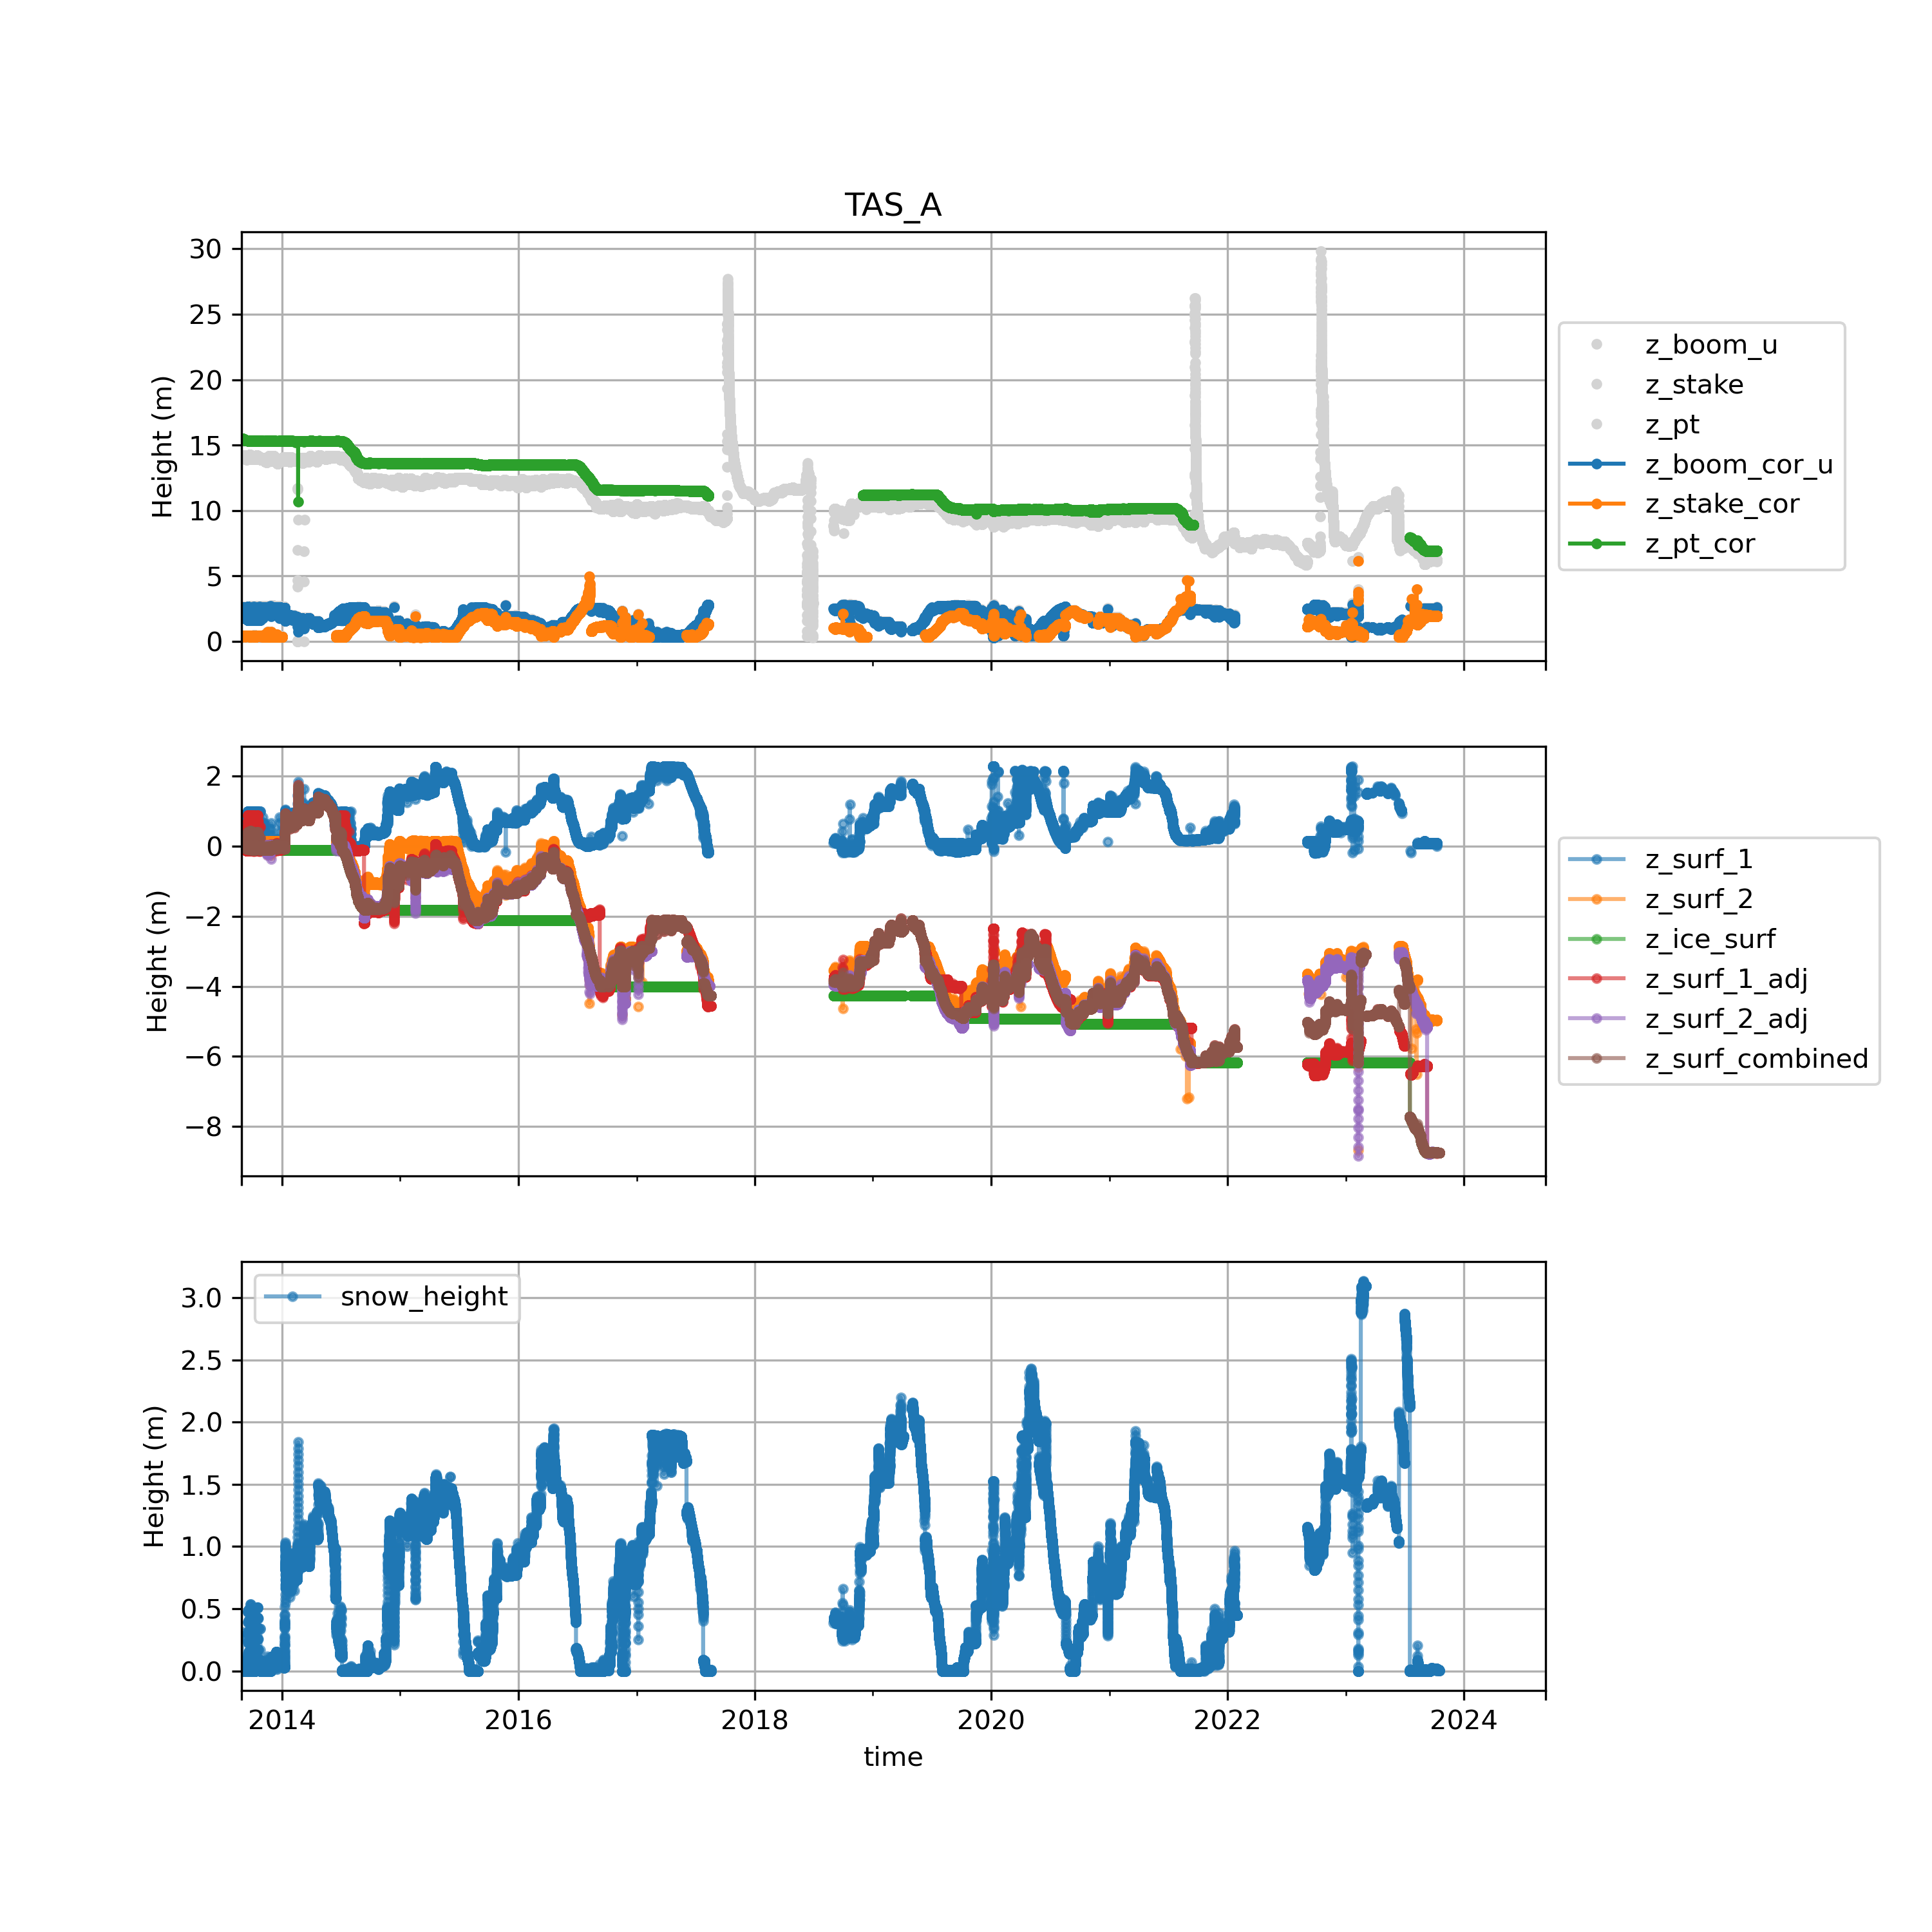 TAS_A
30
25
20
15
10
5
0
Height (m)
z_boom_u
z_stake
z_pt
z_boom_cor_u
z_stake_cor
z_pt_cor
2
0
−2
−4
−6
−8
Height (m)
z_surf_1
z_surf_2
z_ice_surf
z_surf_1_adj
z_surf_2_adj
z_surf_combined
3.0
2.5
2.0
1.5
1.0
0.5
0.0
Height (m)
snow_height
2014 2016 2018 2020 2022 2024
time